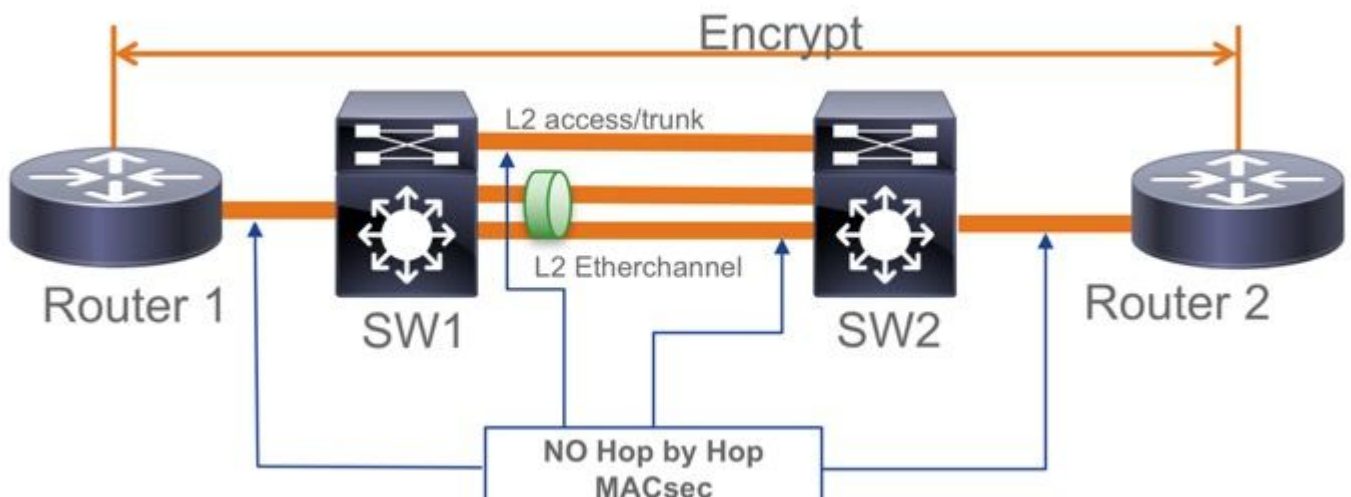 Encrypt
L2 access/trunk
L2 Etherchannel
Router 1
SW1
SW2
Router 2
NO Hop by Hop
MACsec